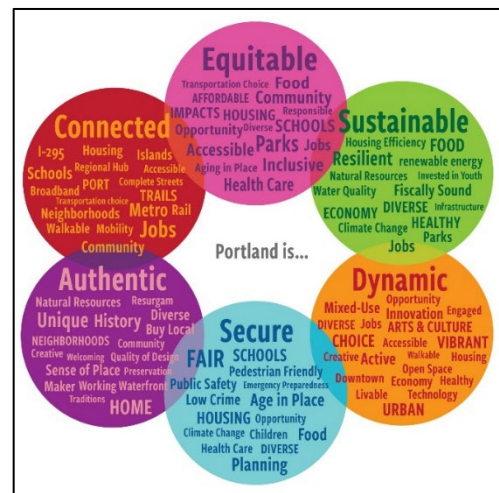 Equitable
Transportation Choice Food
AFFORDABLE Community
IMPACTS HOUSING Responsible
Opportunity Diverse SCHOOLS
Accessible Parks Jobs
Aging in Place Inclusive
Health Care
Connected
I-295 Housing Islands
Schools Regional Hub Accessible
Broadband PORT Complete Streets
Transportation choice TRAILS
Neighborhoods Metro Rail
Walkable Mobility Jobs
Community
Sustainable
Housing Efficiency FOOD
Resilient renewable energy
Natural Resources Invested in Youth
Water Quality Fiscally Sound
ECONOMY DIVERSE Infrastructure
Climate Change HEALTHY
Parks
Jobs
Portland is...
Authentic
Natural Resources Resurgam
Unique History Diverse
Buy Local
NEIGHBORHOODS Community
Creative Welcoming Quality of Design
Sense of Place Preservation
Maker Working Waterfront
Traditions HOME
Secure
FAIR SCHOOLS
Pedestrian Friendly
Public Safety Emergency Preparedness
Low Crime Age in Place
HOUSING Opportunity
Climate Change Children Food
Health Care DIVERSE
Planning
Dynamic
Mixed-Use Opportunity
Innovation Engaged
DIVERSE Jobs ARTS & CULTURE
CHOICE Accessible VIBRANT
Creative Active Walkable Housing
Open Space
Downtown Economy Healthy
Livable Technology
URBAN